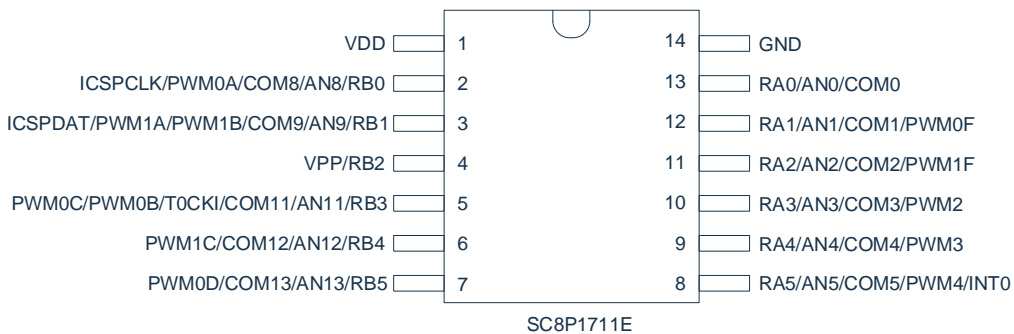 VDD 1 14 GND
ICSPCLK/PWM0A/COM8/AN8/RB0 2 13 RA0/AN0/COM0
ICSPDAT/PWM1A/PWM1B/COM9/AN9/RB1 3 12 RA1/AN1/COM1/PWM0F
VPP/RB2 4 11 RA2/AN2/COM2/PWM1F
PWM0C/PWM0B/T0CKI/COM11/AN11/RB3 5 10 RA3/AN3/COM3/PWM2
PWM1C/COM12/AN12/RB4 6 9 RA4/AN4/COM4/PWM3
PWM0D/COM13/AN13/RB5 7 8 RA5/AN5/COM5/PWM4/INT0
SC8P1711E